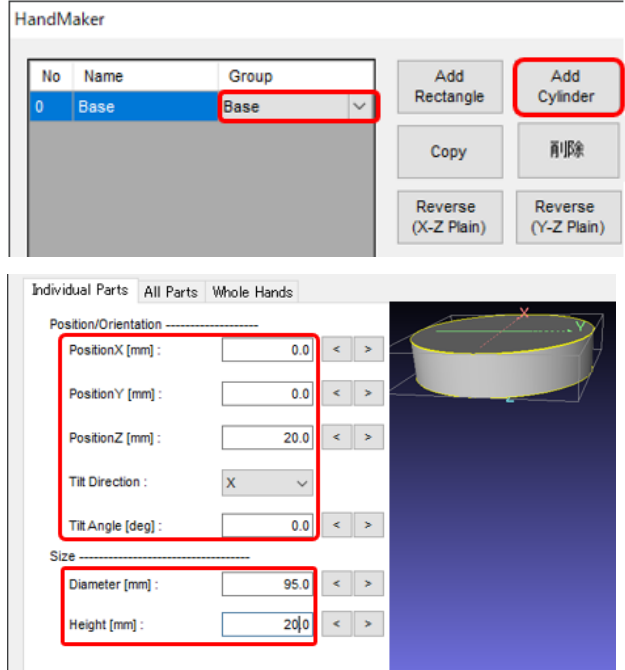 HandMaker
No Name Group
0 Base Base
Add Rectangle
Add Cylinder
Copy
削除
Reverse (X-Z Plain)
Reverse (Y-Z Plain)
Individual Parts All Parts Whole Hands
Position/Orientation --------------------
PositionX [mm] : 0.0 < >
PositionY [mm] : 0.0 < >
PositionZ [mm] : 20.0 < >
Tilt Direction : X
Tilt Angle [deg] : 0.0 < >
Size ------------------------------------
Diameter [mm] : 95.0 < >
Height [mm] : 20.0 < >
X
Y
Z